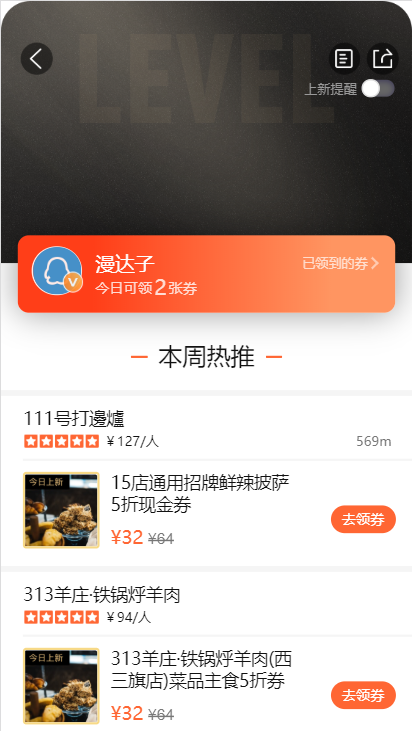 LEVEL
上新提醒
漫达子
已领到的券
V
今日可领2张券
本周热推
111号打邊爐
￥127/人
569m
今日上新
15店通用招牌鲜辣披萨
5折现金券
去领券
¥32 ¥64
313羊庄·铁锅烀羊肉
￥94/人
今日上新
313羊庄·铁锅烀羊肉(西
三旗店)菜品主食5折券
去领券
¥32 ¥64